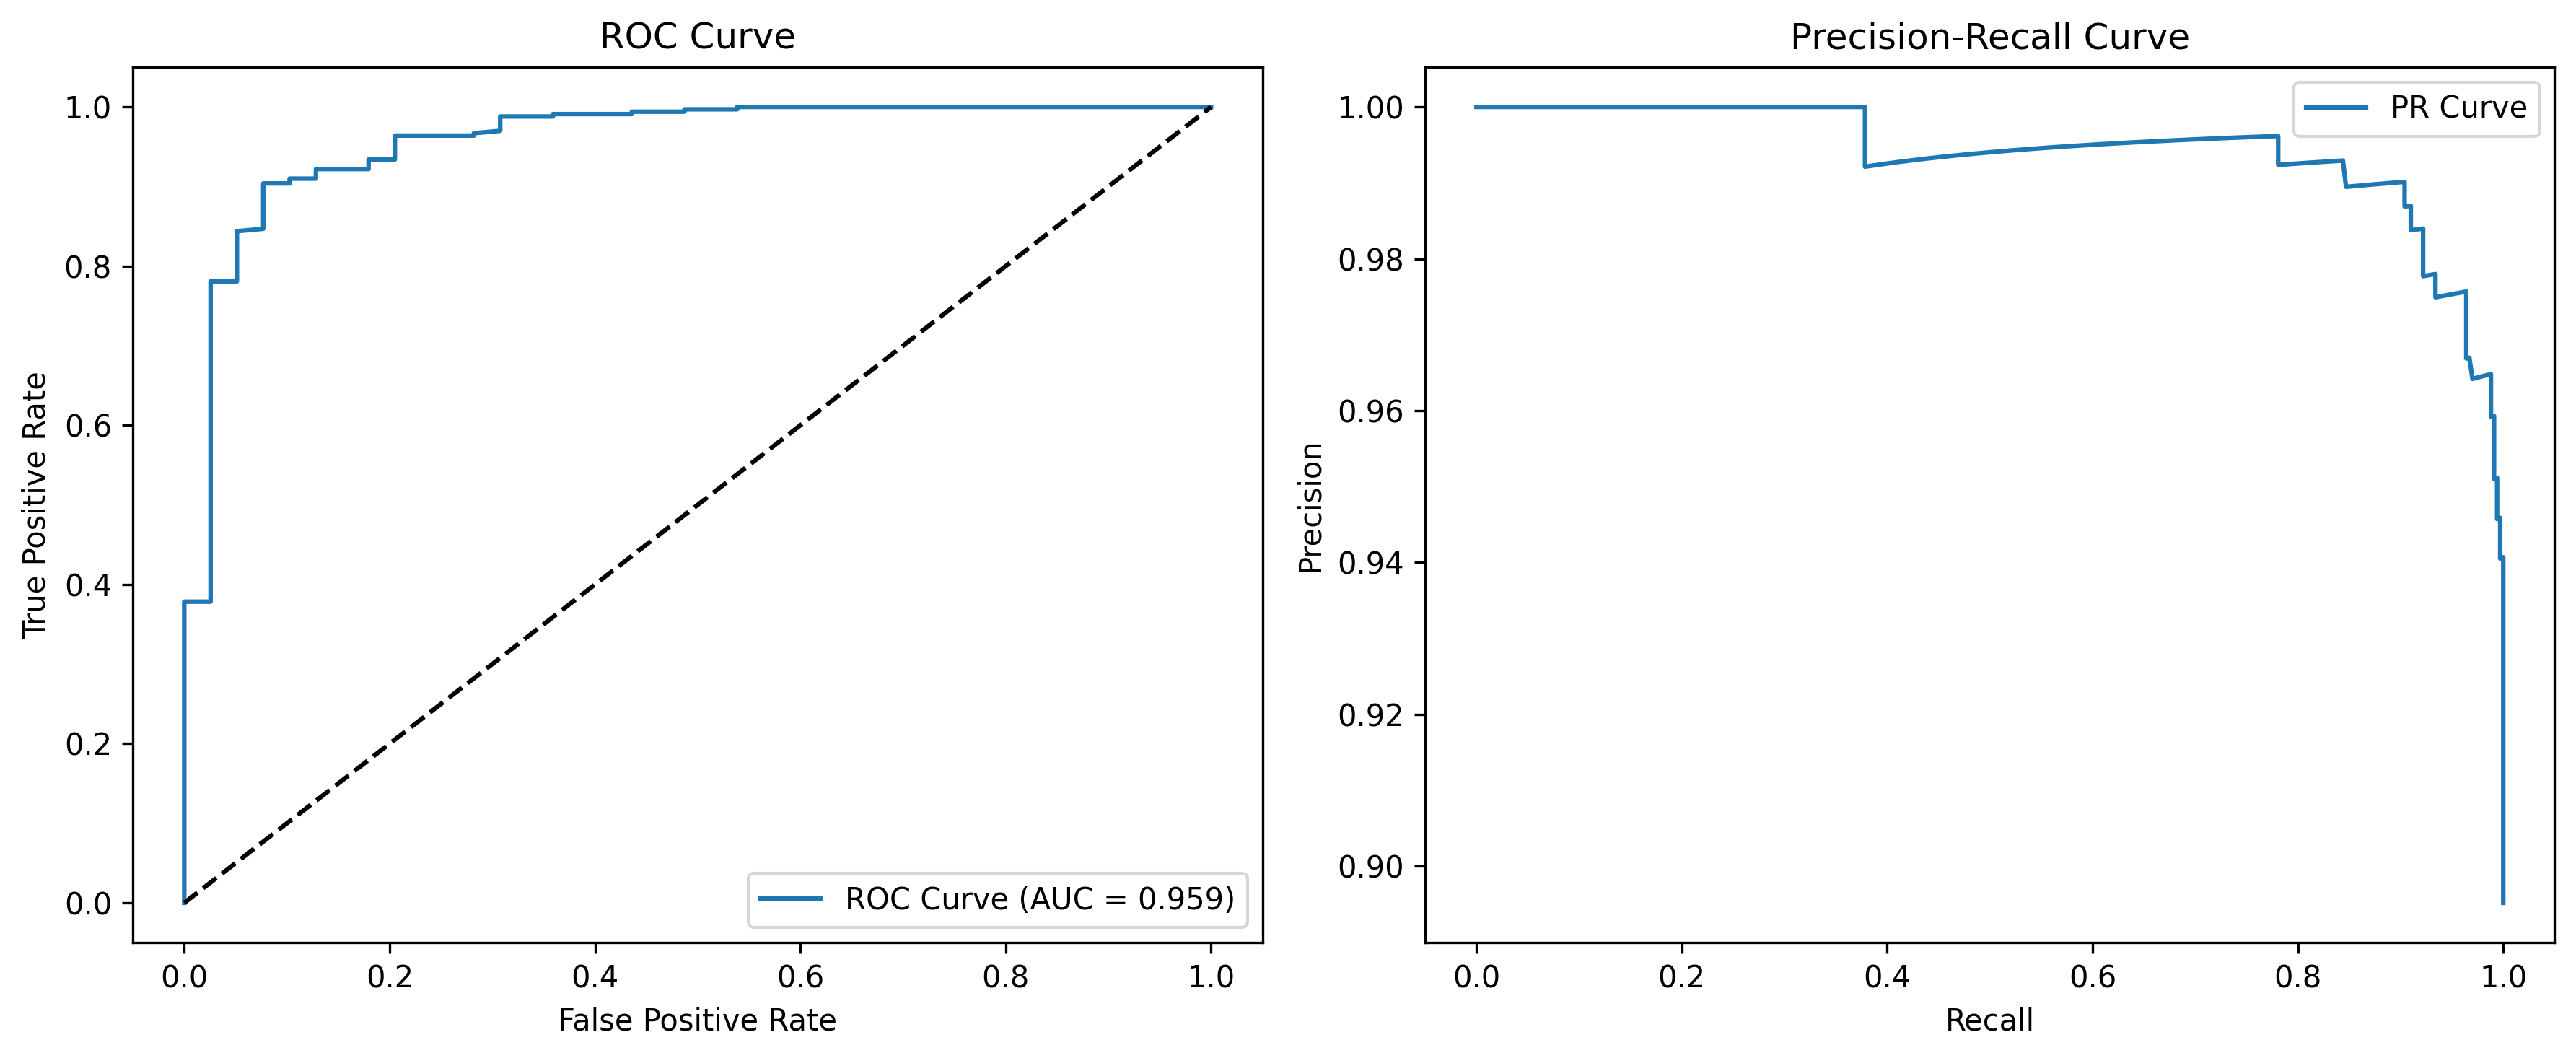 ROC Curve
True Positive Rate
1.0
0.8
0.6
0.4
0.2
0.0
ROC Curve (AUC = 0.959)
0.0 0.2 0.4 0.6 0.8 1.0
False Positive Rate
Precision-Recall Curve
PR Curve
Precision
1.00
0.98
0.96
0.94
0.92
0.90
0.0 0.2 0.4 0.6 0.8 1.0
Recall